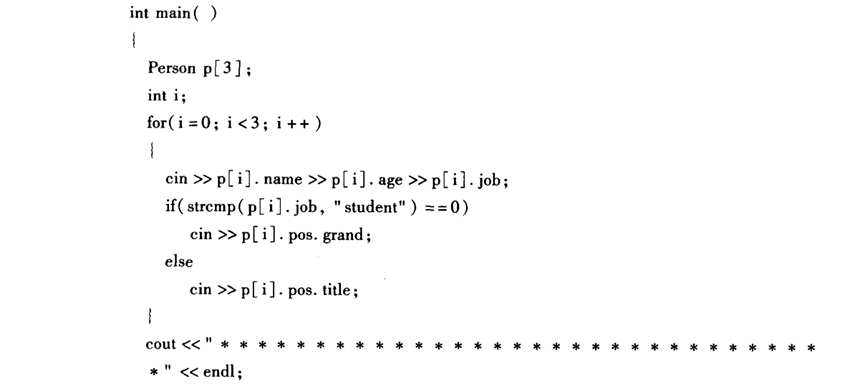 int main( )
{
Person p[3];
int i;
for(i=0; i<3; i++)
{
cin >> p[i].name >> p[i].age >> p[i].job;
if(strcmp(p[i].job, "student")==0)
cin >> p[i].pos.grand;
else
cin >> p[i].pos.title;
}
cout << " * * * * * * * * * * * * * * * * * * * * * * * * * * * * * * *
* " << endl;